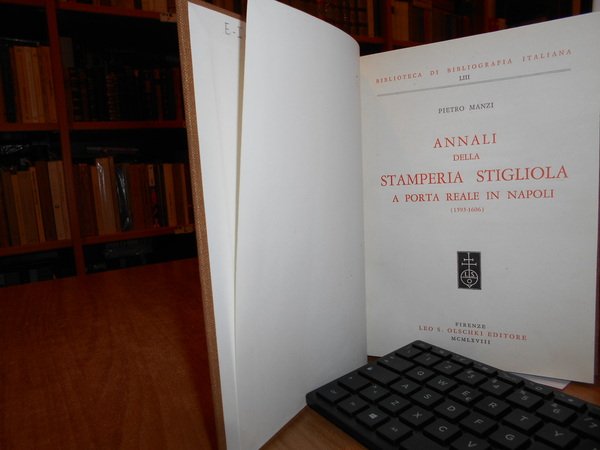 E-I
BIBLIOTECA DI BIBLIOGRAFIA ITALIANA
LIII
PIETRO MANZI
ANNALI
DELLA
STAMPERIA STIGLIOLA
A PORTA REALE IN NAPOLI
(1593-1606)
FIRENZE
LEO S. OLSCHKI EDITORE
MCMLXVIII